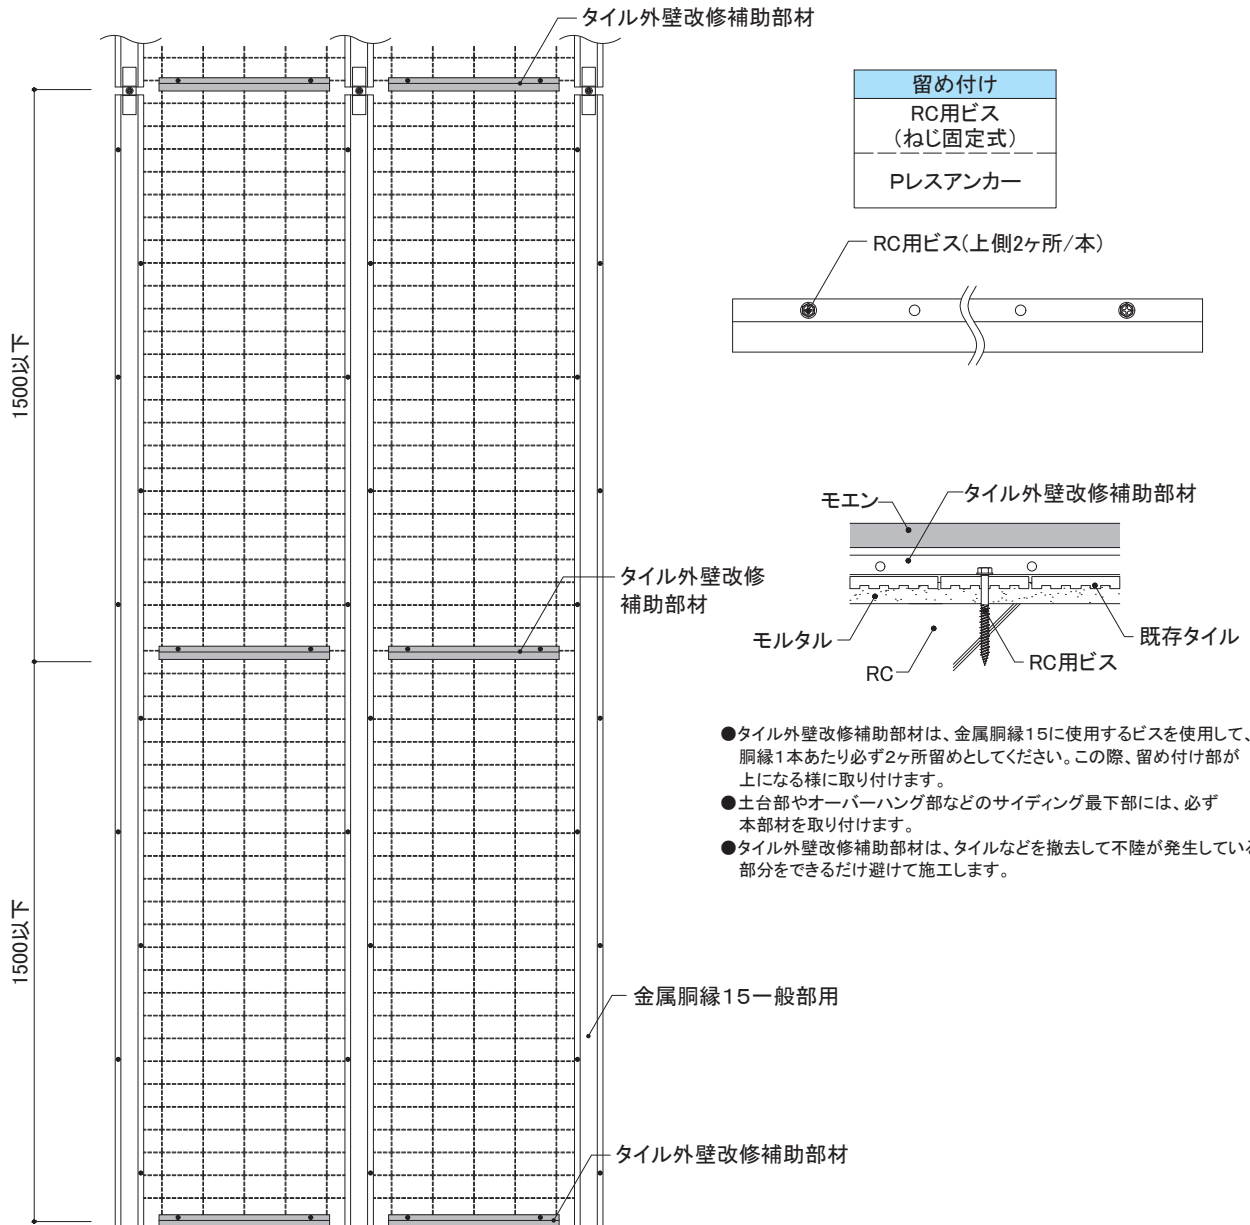 タイル外壁改修補助部材
留め付け
RC用ビス
(ねじ固定式)
Pレスアンカー
RC用ビス(上側2ヶ所/本)
1500以下
モエン
タイル外壁改修補助部材
タイル外壁改修
補助部材
モルタル
RC
RC用ビス
既存タイル
●タイル外壁改修補助部材は、金属胴縁15に使用するビスを使用して、
胴縁1本あたり必ず2ヶ所留めとしてください。この際、留め付け部が
上になる様に取り付けます。
●土台部やオーバーハング部などのサイディング最下部には、必ず
本部材を取り付けます。
●タイル外壁改修補助部材は、タイルなどを撤去して不陸が発生している
部分をできるだけ避けて施工します。
1500以下
金属胴縁15一般部用
タイル外壁改修補助部材